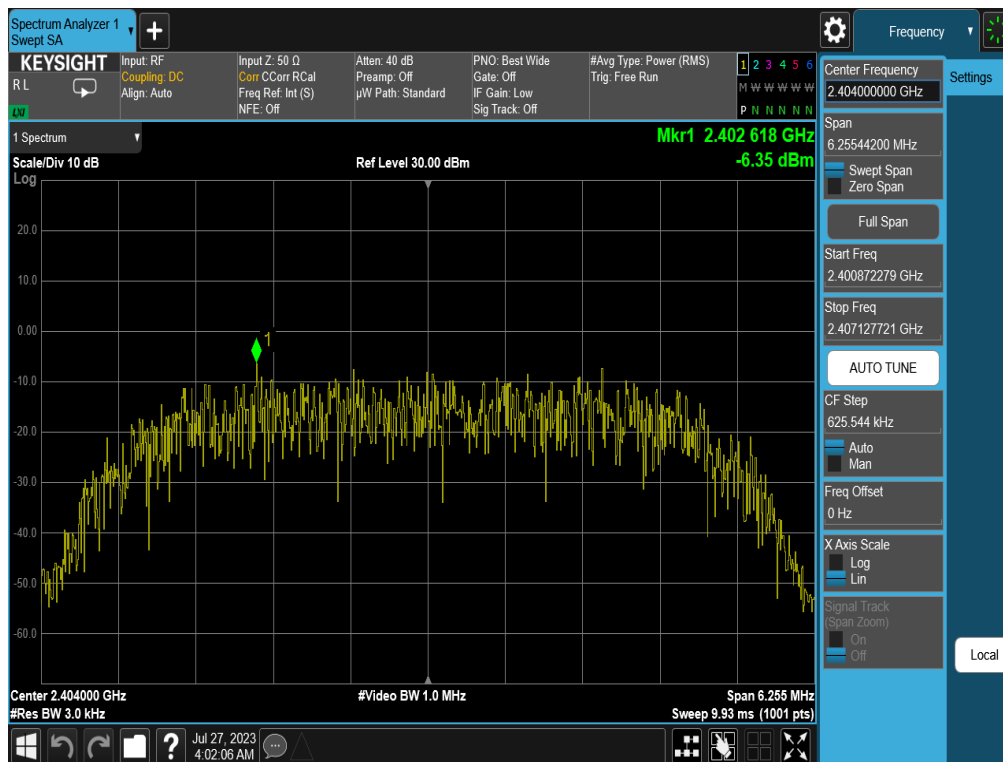 Spectrum Analyzer 1
Swept SA
Frequency
KEYSIGHT
R L
LXI
Input: RF
Coupling: DC
Align: Auto
Input Z: 50 Ω
Corr CCorr RCal
Freq Ref: Int (S)
NFE: Off
Atten: 40 dB
Preamp: Off
µW Path: Standard
PNO: Best Wide
Gate: Off
IF Gain: Low
Sig Track: Off
#Avg Type: Power (RMS)
Trig: Free Run
1 2 3 4 5 6
M W W W W W
P N N N N N
1 Spectrum
Mkr1 2.402 618 GHz
Scale/Div 10 dB
Ref Level 30.00 dBm
-6.35 dBm
Log
20.0
10.0
0.00
-10.0
-20.0
-30.0
-40.0
-50.0
-60.0
1
Center 2.404000 GHz
#Video BW 1.0 MHz
Span 6.255 MHz
#Res BW 3.0 kHz
Sweep 9.93 ms (1001 pts)
Center Frequency
2.404000000 GHz
Settings
Span
6.25544200 MHz
Swept Span
Zero Span
Full Span
Start Freq
2.400872279 GHz
Stop Freq
2.407127721 GHz
AUTO TUNE
CF Step
625.544 kHz
Auto
Man
Freq Offset
0 Hz
X Axis Scale
Log
Lin
Signal Track
(Span Zoom)
On
Off
Local
?
Jul 27, 2023
4:02:06 AM